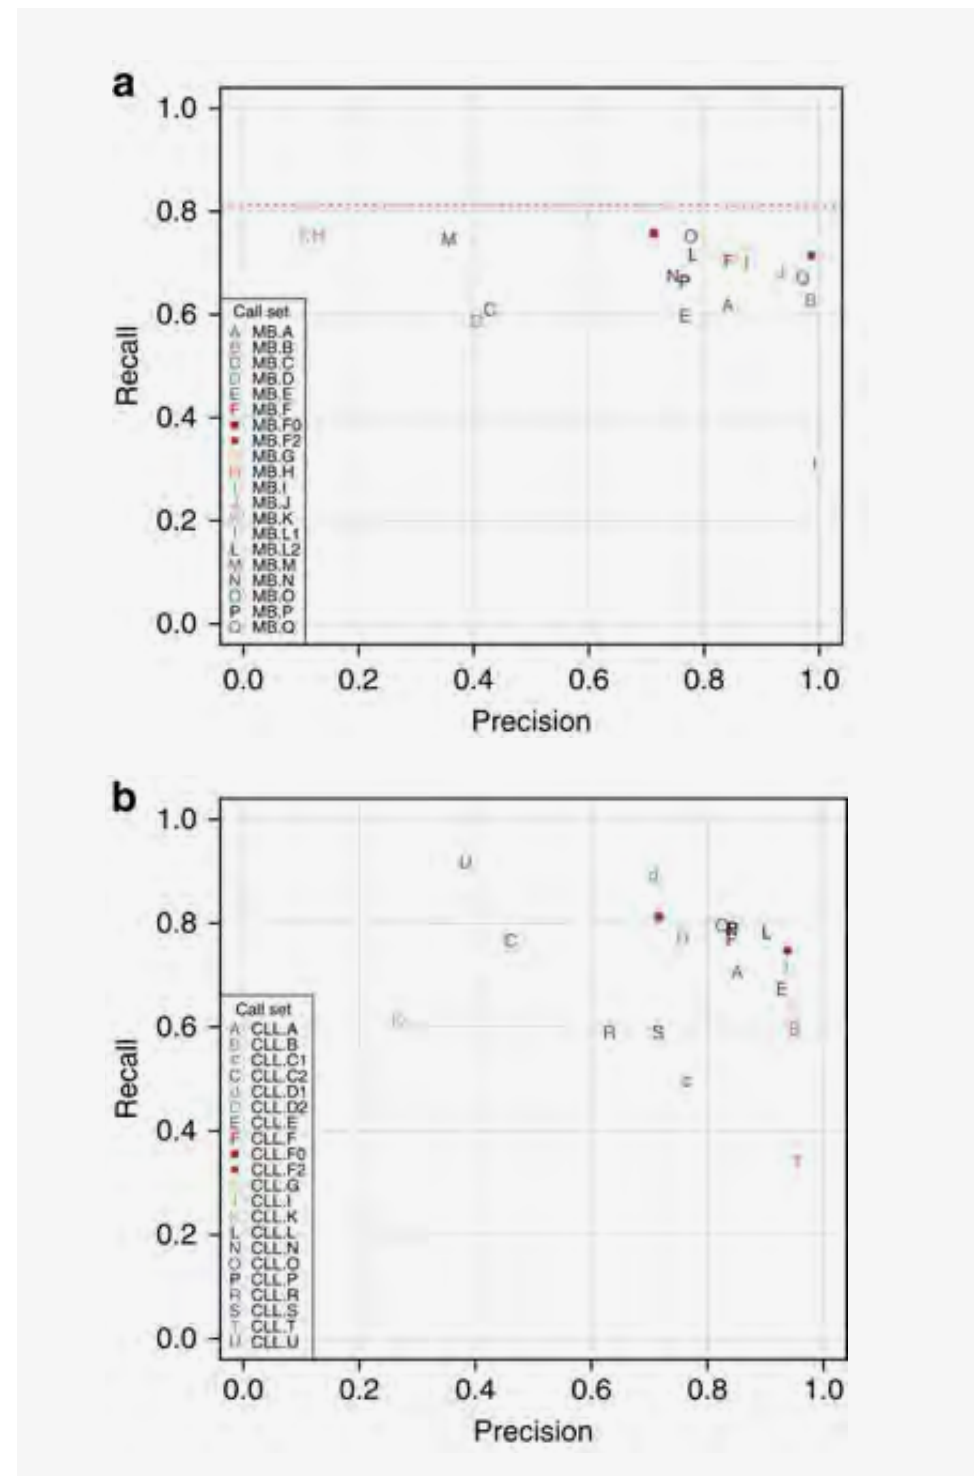 a
1.0
0.8
0.6
0.4
0.2
0.0
Recall
KH
M
D
C
O
L
N
P
E
F
I
A
J
Q
B
Call set
A MB.A
B MB.B
C MB.C
D MB.D
E MB.E
F MB.F
MB.F0
MB.F2
MB.G
H MB.H
I MB.I
J MB.J
K MB.K
l MB.L1
L MB.L2
M MB.M
N MB.N
O MB.O
P MB.P
Q MB.Q
0.0 0.2 0.4 0.6 0.8 1.0
Precision
b
1.0
0.8
0.6
0.4
0.2
0.0
Recall
U
d
C
D
O
P
F
L
A
E
K
R
S
B
c
T
Call set
A CLL.A
B CLL.B
c CLL.C1
C CLL.C2
d CLL.D1
D CLL.D2
E CLL.E
F CLL.F
CLL.F0
CLL.F2
CLL.G
I CLL.I
K CLL.K
L CLL.L
N CLL.N
O CLL.O
P CLL.P
R CLL.R
S CLL.S
T CLL.T
U CLL.U
0.0 0.2 0.4 0.6 0.8 1.0
Precision